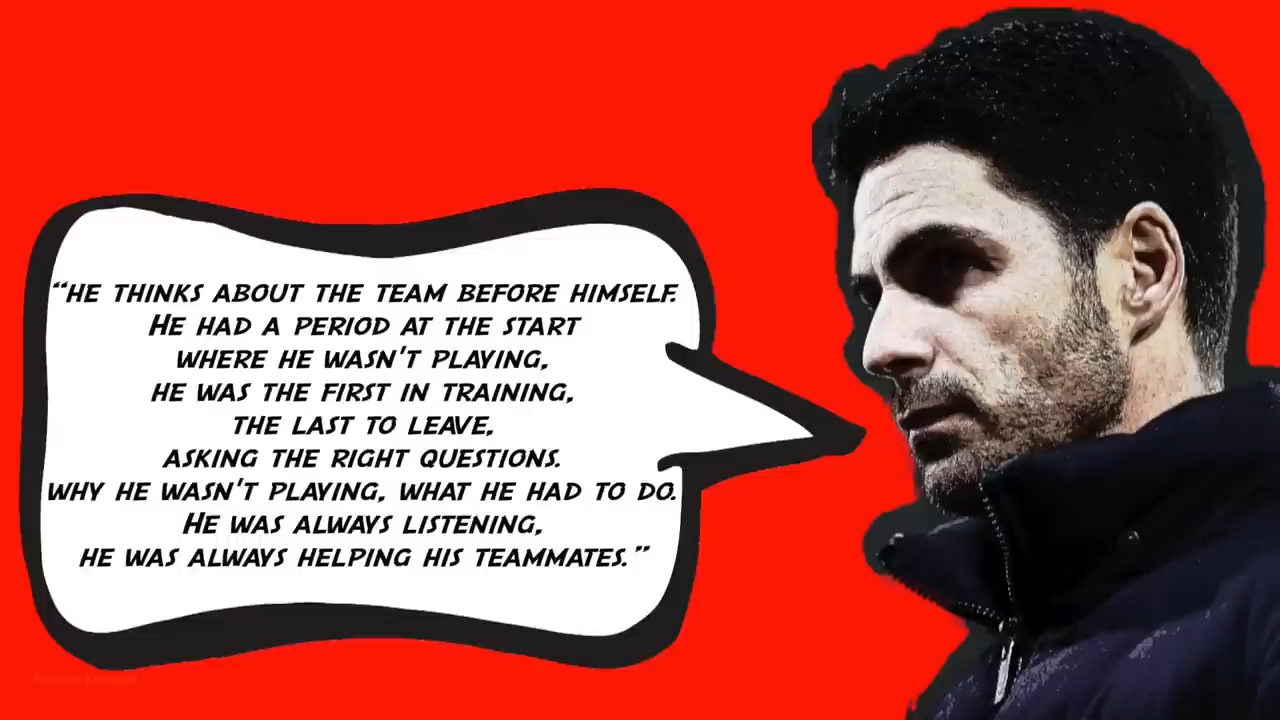 “HE THINKS ABOUT THE TEAM BEFORE HIMSELF.
HE HAD A PERIOD AT THE START
WHERE HE WASN'T PLAYING,
HE WAS THE FIRST IN TRAINING,
THE LAST TO LEAVE,
ASKING THE RIGHT QUESTIONS.
WHY HE WASN'T PLAYING, WHAT HE HAD TO DO.
HE WAS ALWAYS LISTENING,
HE WAS ALWAYS HELPING HIS TEAMMATES.”